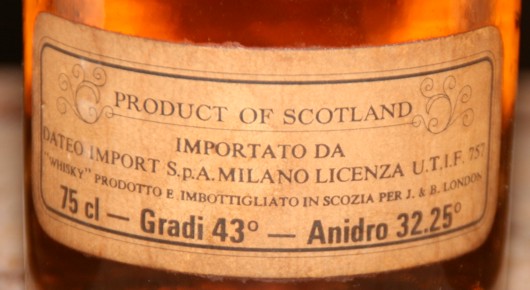 PRODUCT OF SCOTLAND
IMPORTATO DA
DATEO IMPORT S.p.A. MILANO LICENZA U.T.I.F. 757
"WHISKY" PRODOTTO E IMBOTTIGLIATO IN SCOZIA PER J. & B. LONDON
75 cl — Gradi 43° — Anidro 32.25°